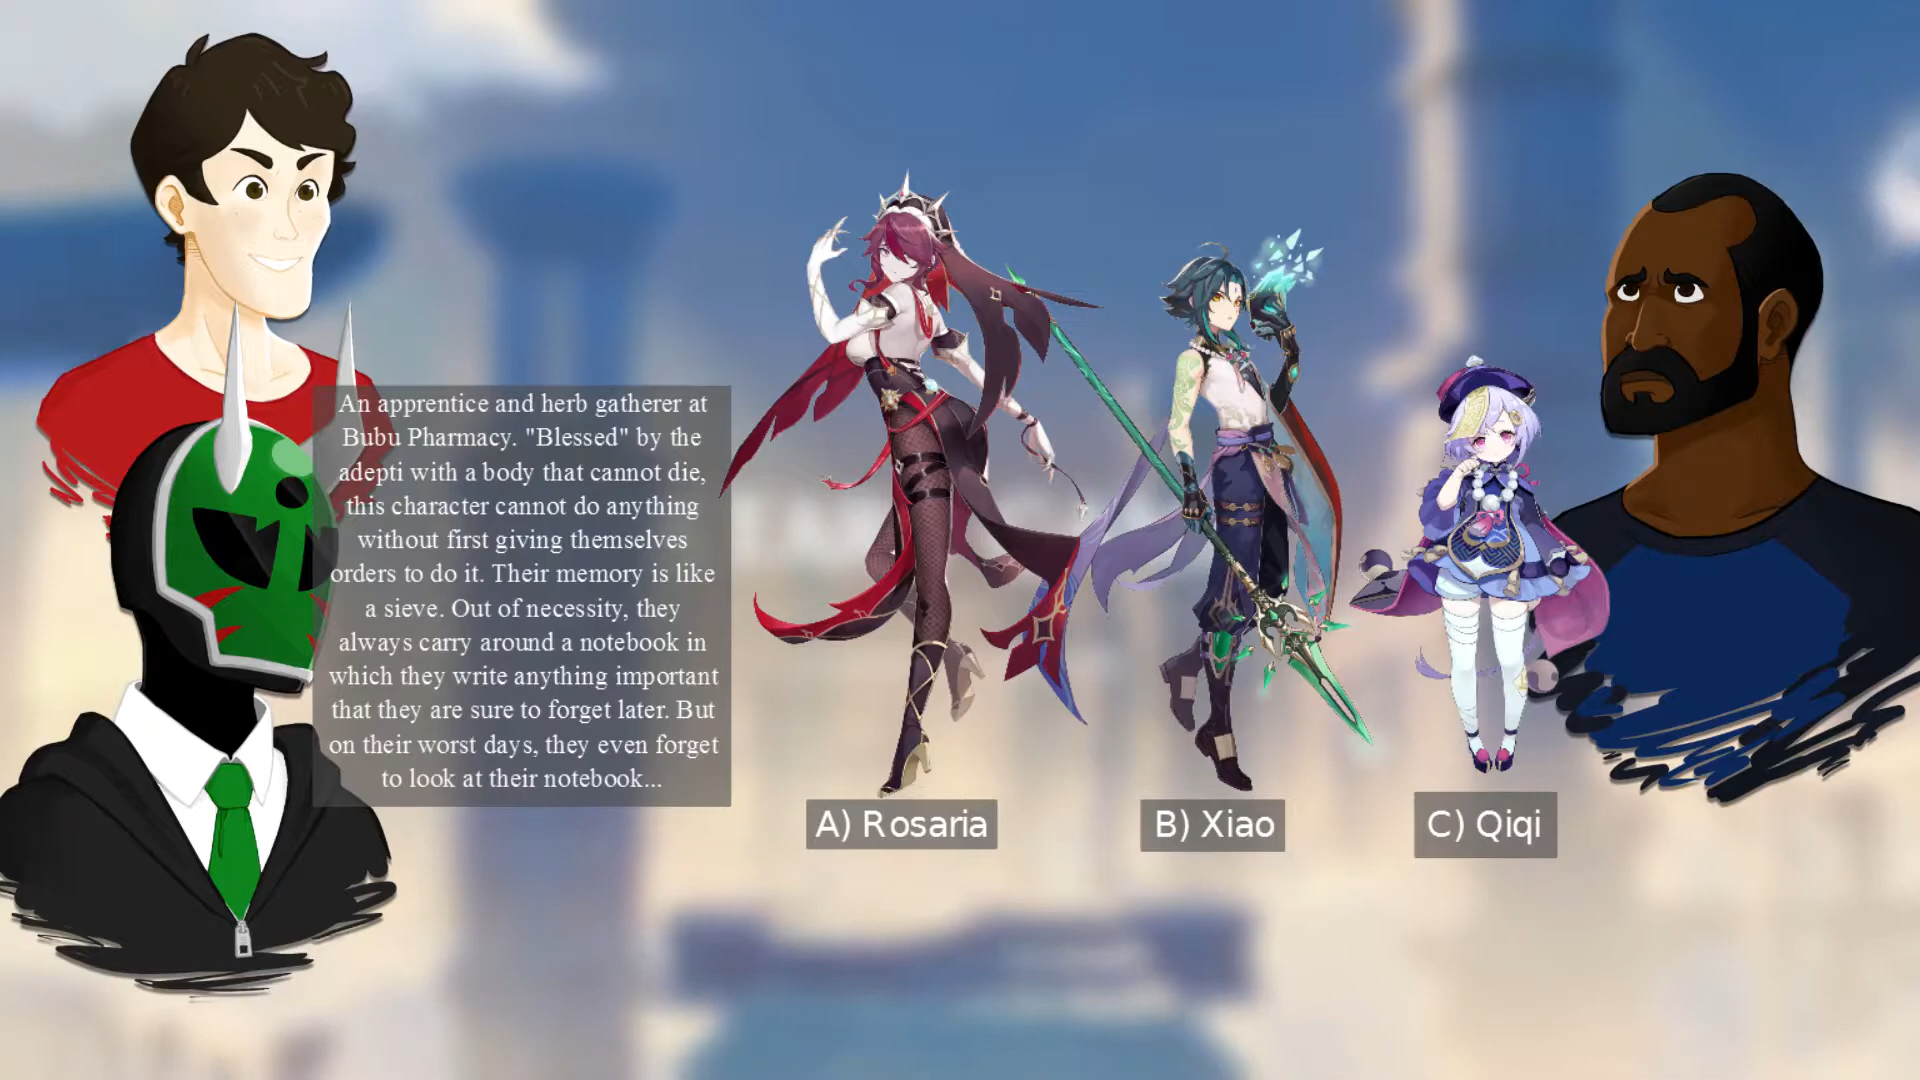 An apprentice and herb gatherer at
Bubu Pharmacy. "Blessed" by the
adepti with a body that cannot die,
this character cannot do anything
without first giving themselves
orders to do it. Their memory is like
a sieve. Out of necessity, they
always carry around a notebook in
which they write anything important
that they are sure to forget later. But
on their worst days, they even forget
to look at their notebook...
A) Rosaria
B) Xiao
C) Qiqi